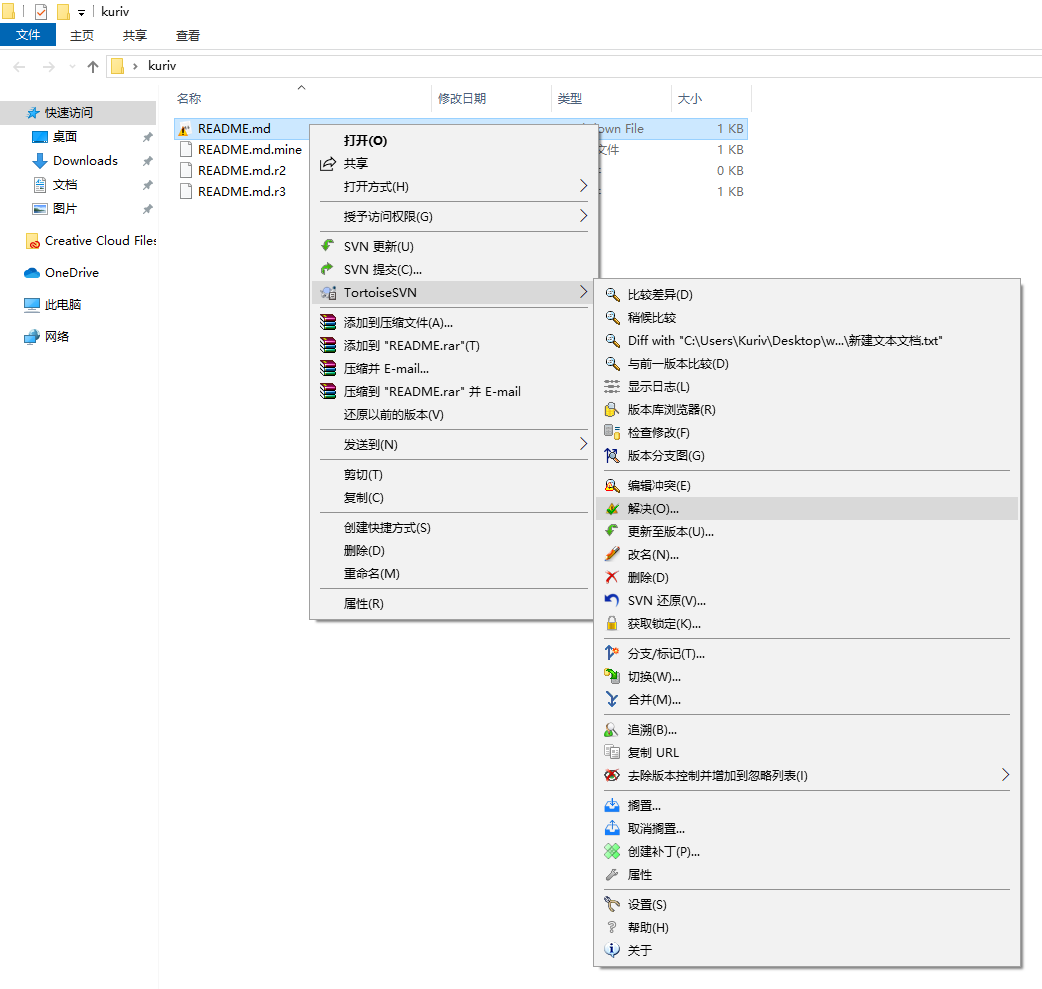 kuriv
文件 主页 共享 查看
kuriv
名称 修改日期 类型 大小
快速访问
桌面
Downloads
文档
图片
Creative Cloud Files
OneDrive
此电脑
网络
README.md down File 1 KB
README.md.mine 文件 1 KB
README.md.r2 0 KB
README.md.r3 1 KB
打开(O)
共享
打开方式(H)
授予访问权限(G)
SVN 更新(U)
SVN 提交(C)...
TortoiseSVN
添加到压缩文件(A)...
添加到 "README.rar"(T)
压缩并 E-mail...
压缩到 "README.rar" 并 E-mail
还原以前的版本(V)
发送到(N)
剪切(T)
复制(C)
创建快捷方式(S)
删除(D)
重命名(M)
属性(R)
比较差异(D)
稍候比较
Diff with "C:\Users\Kuriv\Desktop\w...\新建文本文档.txt"
与前一版本比较(D)
显示日志(L)
版本库浏览器(R)
检查修改(F)
版本分支图(G)
编辑冲突(E)
解决(O)...
更新至版本(U)...
改名(N)...
删除(D)
SVN 还原(V)...
获取锁定(K)...
分支/标记(T)...
切换(W)...
合并(M)...
追溯(B)...
复制 URL
去除版本控制并增加到忽略列表(I)
搁置...
取消搁置...
创建补丁(P)...
属性
设置(S)
帮助(H)
关于